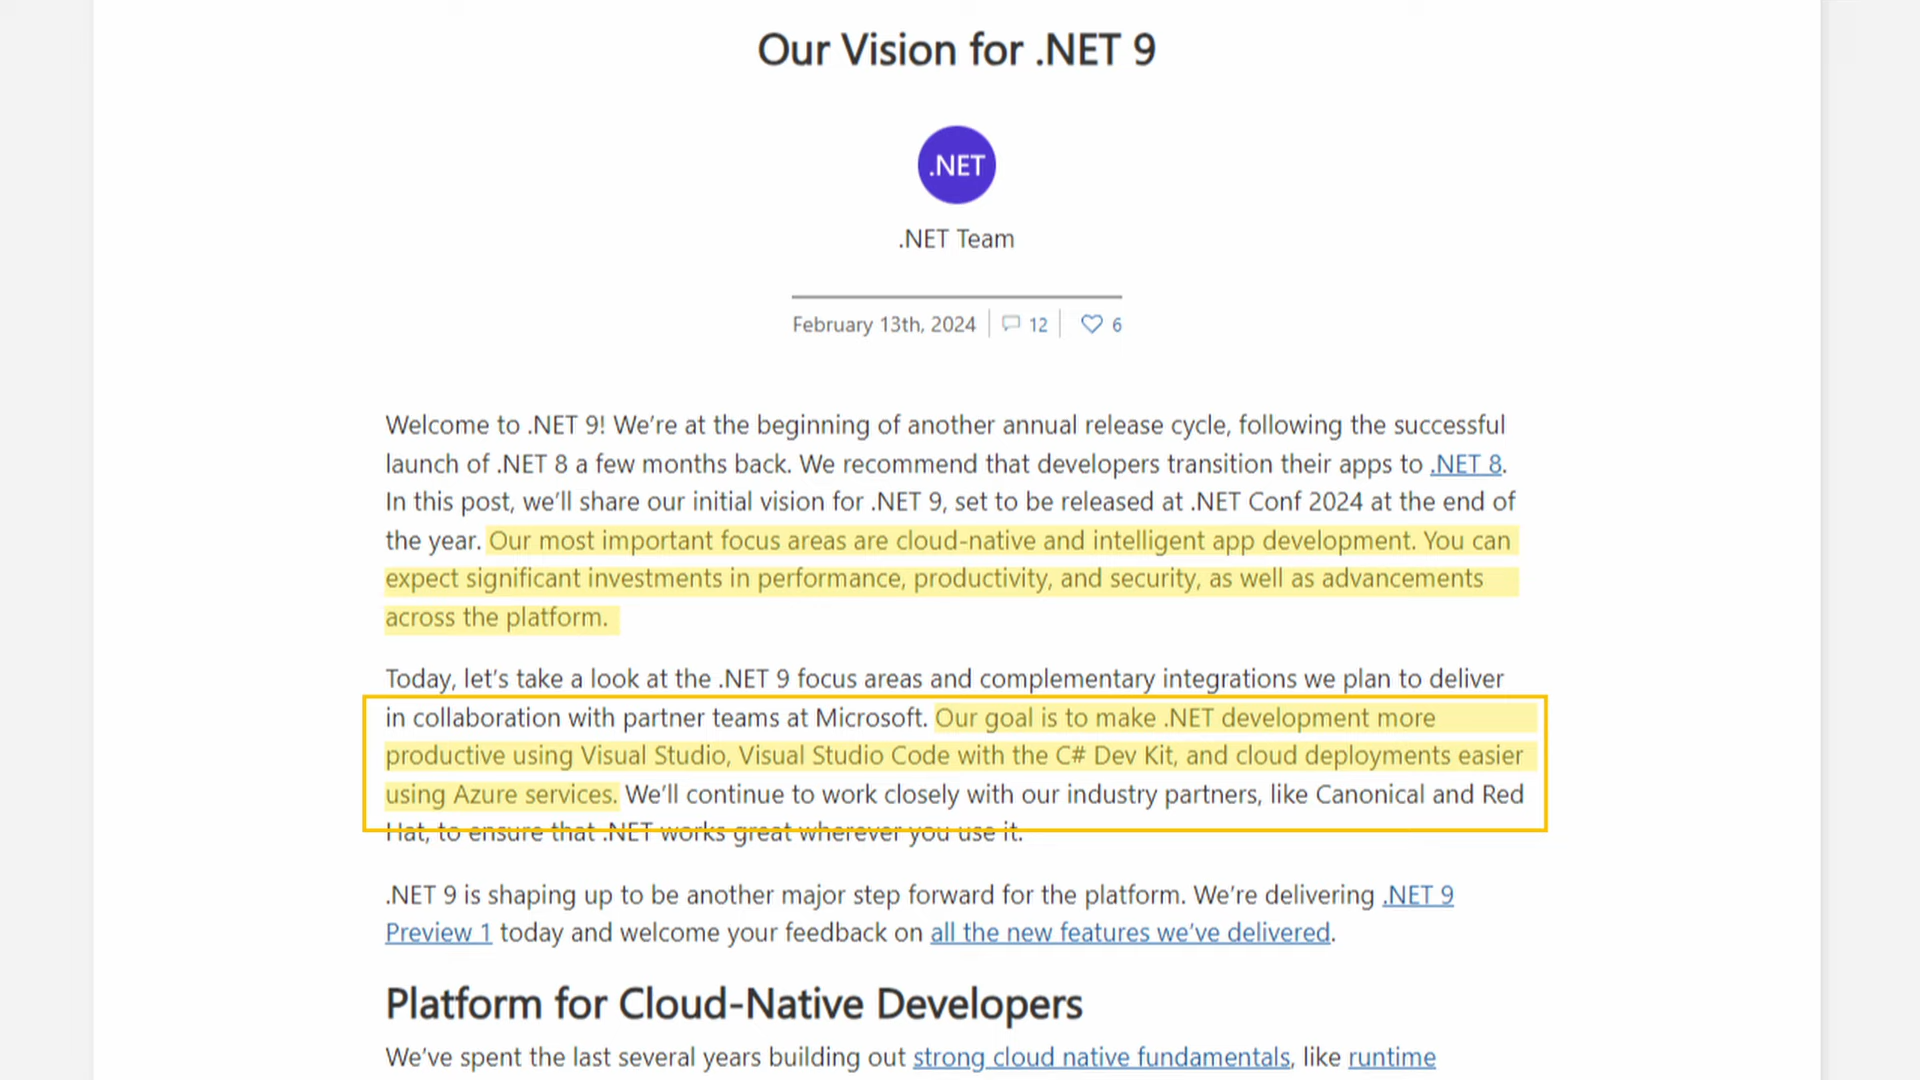 Our Vision for .NET 9
.NET
.NET Team
February 13th, 2024 12 6
Welcome to .NET 9! We’re at the beginning of another annual release cycle, following the successful
launch of .NET 8 a few months back. We recommend that developers transition their apps to .NET 8.
In this post, we’ll share our initial vision for .NET 9, set to be released at .NET Conf 2024 at the end of
the year. Our most important focus areas are cloud-native and intelligent app development. You can
expect significant investments in performance, productivity, and security, as well as advancements
across the platform.
Today, let’s take a look at the .NET 9 focus areas and complementary integrations we plan to deliver
in collaboration with partner teams at Microsoft. Our goal is to make .NET development more
productive using Visual Studio, Visual Studio Code with the C# Dev Kit, and cloud deployments easier
using Azure services. We’ll continue to work closely with our industry partners, like Canonical and Red
Hat, to ensure that .NET works great wherever you use it.
.NET 9 is shaping up to be another major step forward for the platform. We’re delivering .NET 9
Preview 1 today and welcome your feedback on all the new features we’ve delivered.
Platform for Cloud-Native Developers
We’ve spent the last several years building out strong cloud native fundamentals, like runtime